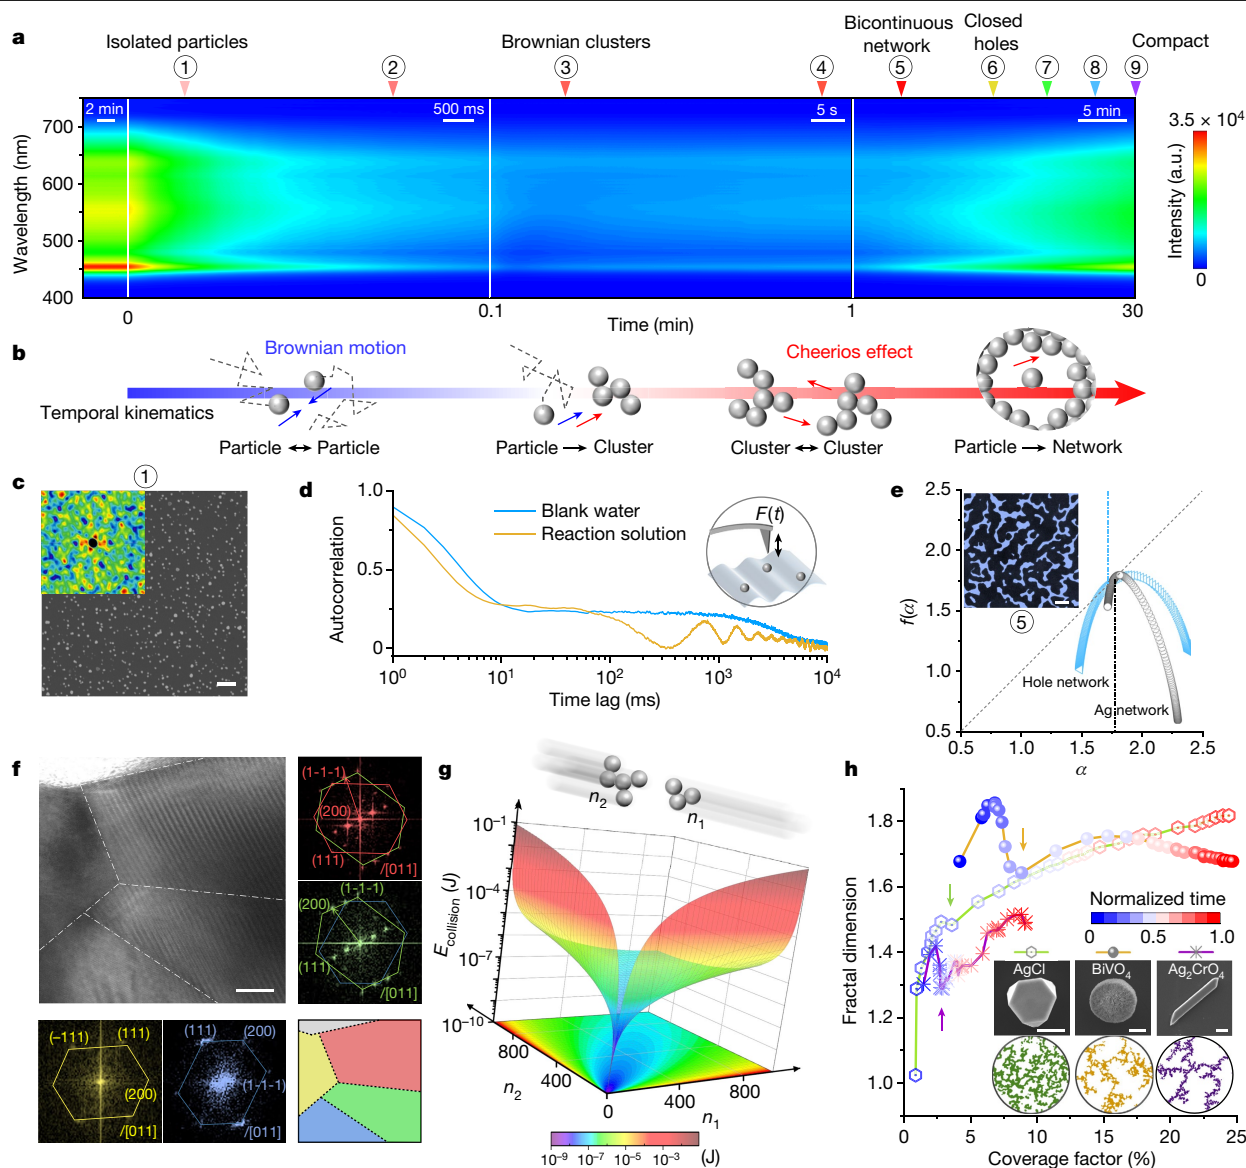 a
Isolated particles
Brownian clusters
Bicontinuous
network
Closed
holes
Compact
1
2
3
4
5
6
7
8
9
2 min
500 ms
5 s
5 min
3.5 × 10⁴
0
Intensity (a.u.)
Wavelength (nm)
700
600
500
400
0
0.1
1
30
Time (min)
b
Brownian motion
Cheerios effect
Temporal kinematics
Particle ↔ Particle
Particle → Cluster
Cluster ↔ Cluster
Particle → Network
c
1
d
Autocorrelation
1.0
0.5
0
Blank water
Reaction solution
F(t)
10⁰
10¹
10²
10³
10⁴
Time lag (ms)
e
f(α)
2.5
2.0
1.5
1.0
0.5
5
Hole network
Ag network
0.5
1.0
1.5
2.0
2.5
α
f
(1-1-1)
(200)
(111)
/[011]
(1-1-1)
(200)
(111)
/[011]
(-111)
(111)
(200)
/[011]
(111)
(200)
(1-1-1)
/[011]
g
n₂
n₁
E collision (J)
10⁻¹
10⁻⁴
10⁻⁷
10⁻¹⁰
800
400
n₂
0
400
800
n₁
10⁻⁹
10⁻⁷
10⁻⁵
10⁻³
(J)
h
Fractal dimension
1.8
1.6
1.4
1.2
1.0
Normalized time
0
0.5
1.0
AgCl
BiVO₄
Ag₂CrO₄
0
5
10
15
20
25
Coverage factor (%)